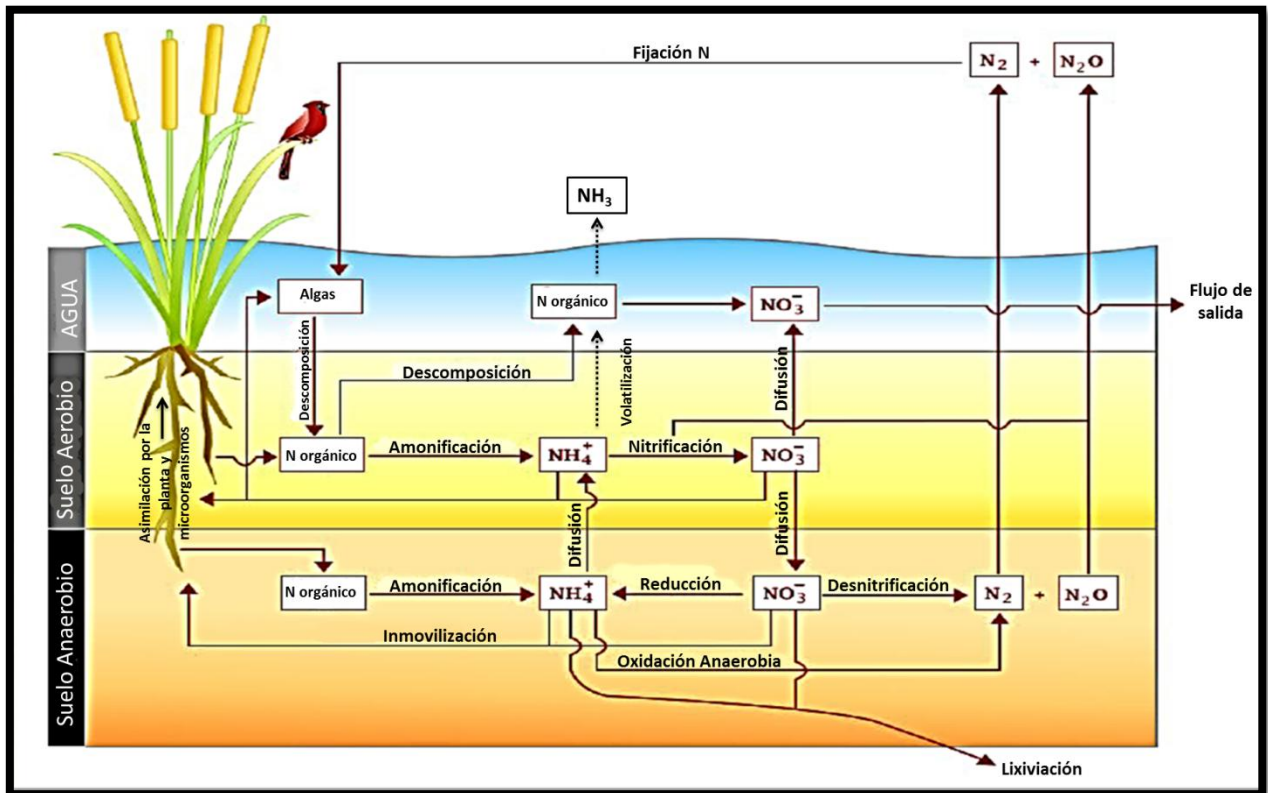 Fijación N
N₂ + N₂O
NH₃
AGUA
Algas
N orgánico
NO₃⁻
Flujo de
salida
Descomposición
Descomposición
Volatilización
Difusión
Suelo Aerobio
Asimilación por la
planta y
microorganismos
N orgánico
Amonificación
NH₄⁺
Nitrificación
NO₃⁻
Difusión
Difusión
Suelo Anaerobio
N orgánico
Amonificación
NH₄⁺
Reducción
NO₃⁻
Desnitrificación
N₂ + N₂O
Inmovilización
Oxidación Anaerobia
Lixiviación